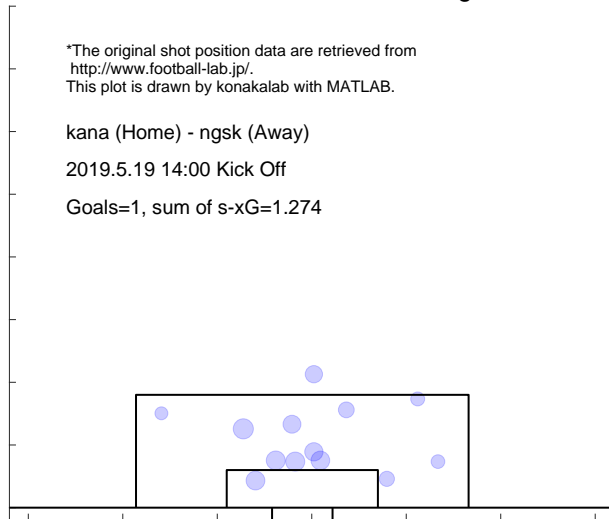 *The original shot position data are retrieved from
http://www.football-lab.jp/.
This plot is drawn by konakalab with MATLAB.
kana (Home) - ngsk (Away)
2019.5.19 14:00 Kick Off
Goals=1, sum of s-xG=1.274